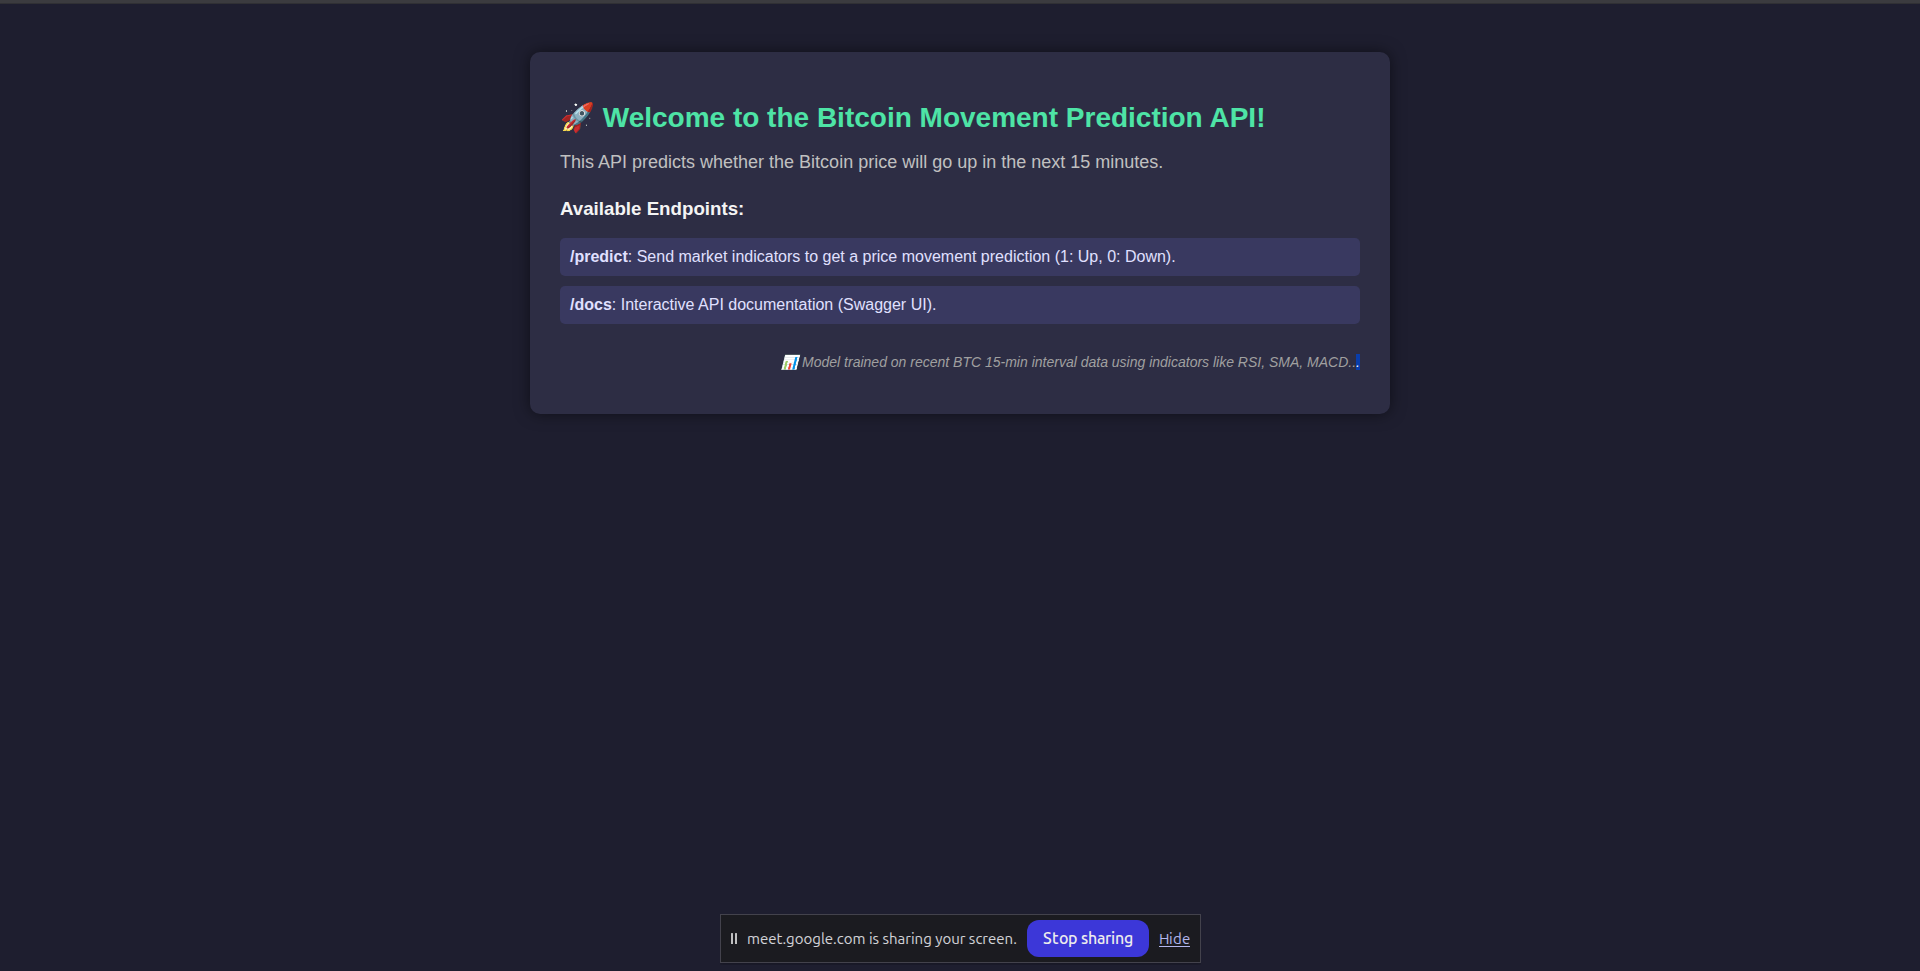 🚀 Welcome to the Bitcoin Movement Prediction API!
This API predicts whether the Bitcoin price will go up in the next 15 minutes.
Available Endpoints:
/predict: Send market indicators to get a price movement prediction (1: Up, 0: Down).
/docs: Interactive API documentation (Swagger UI).
📊 Model trained on recent BTC 15-min interval data using indicators like RSI, SMA, MACD...
meet.google.com is sharing your screen. Stop sharing Hide